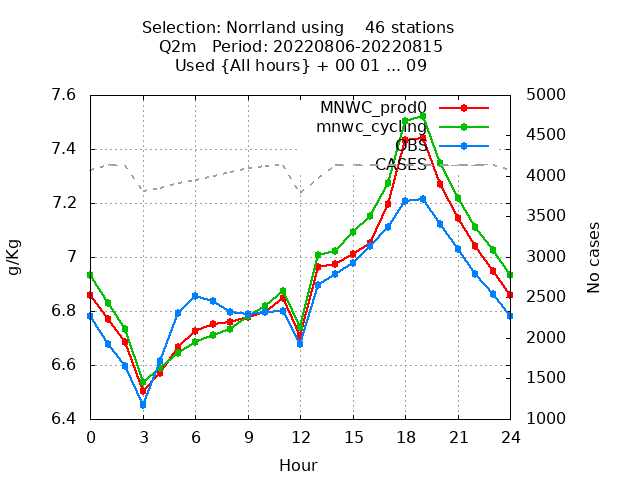 Selection: Norrland using    46 stations
Q2m   Period: 20220806-20220815
Used {All hours} + 00 01 ... 09
MNWC_prod0
mnwc_cycling
OBS
CASES
7.6
7.4
7.2
7
6.8
6.6
6.4
g/Kg
5000
4500
4000
3500
3000
2500
2000
1500
1000
No cases
0 3 6 9 12 15 18 21 24
Hour